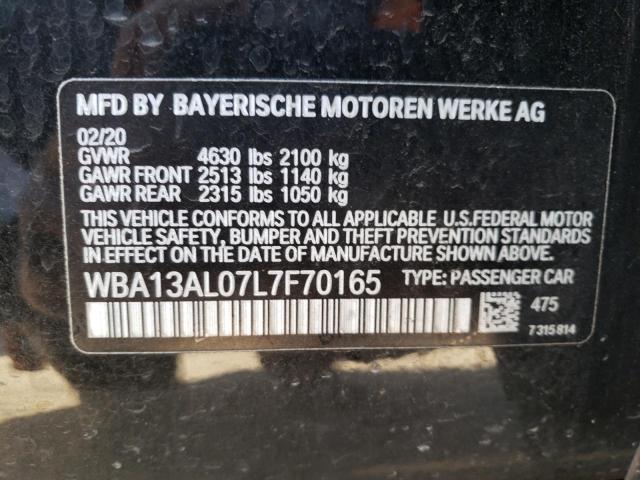 MFD BY BAYERISCHE MOTOREN WERKE AG
02/20
GVWR 4630 lbs 2100 kg
GAWR FRONT 2513 lbs 1140 kg
GAWR REAR 2315 lbs 1050 kg
THIS VEHICLE CONFORMS TO ALL APPLICABLE U.S.FEDERAL MOTOR
VEHICLE SAFETY, BUMPER AND THEFT PREVENTION STANDARDS
IN EFFECT ON THE DATE OF MANUFACTURE SHOWN ABOVE.
WBA13AL07L7F70165 TYPE: PASSENGER CAR
475
7315814